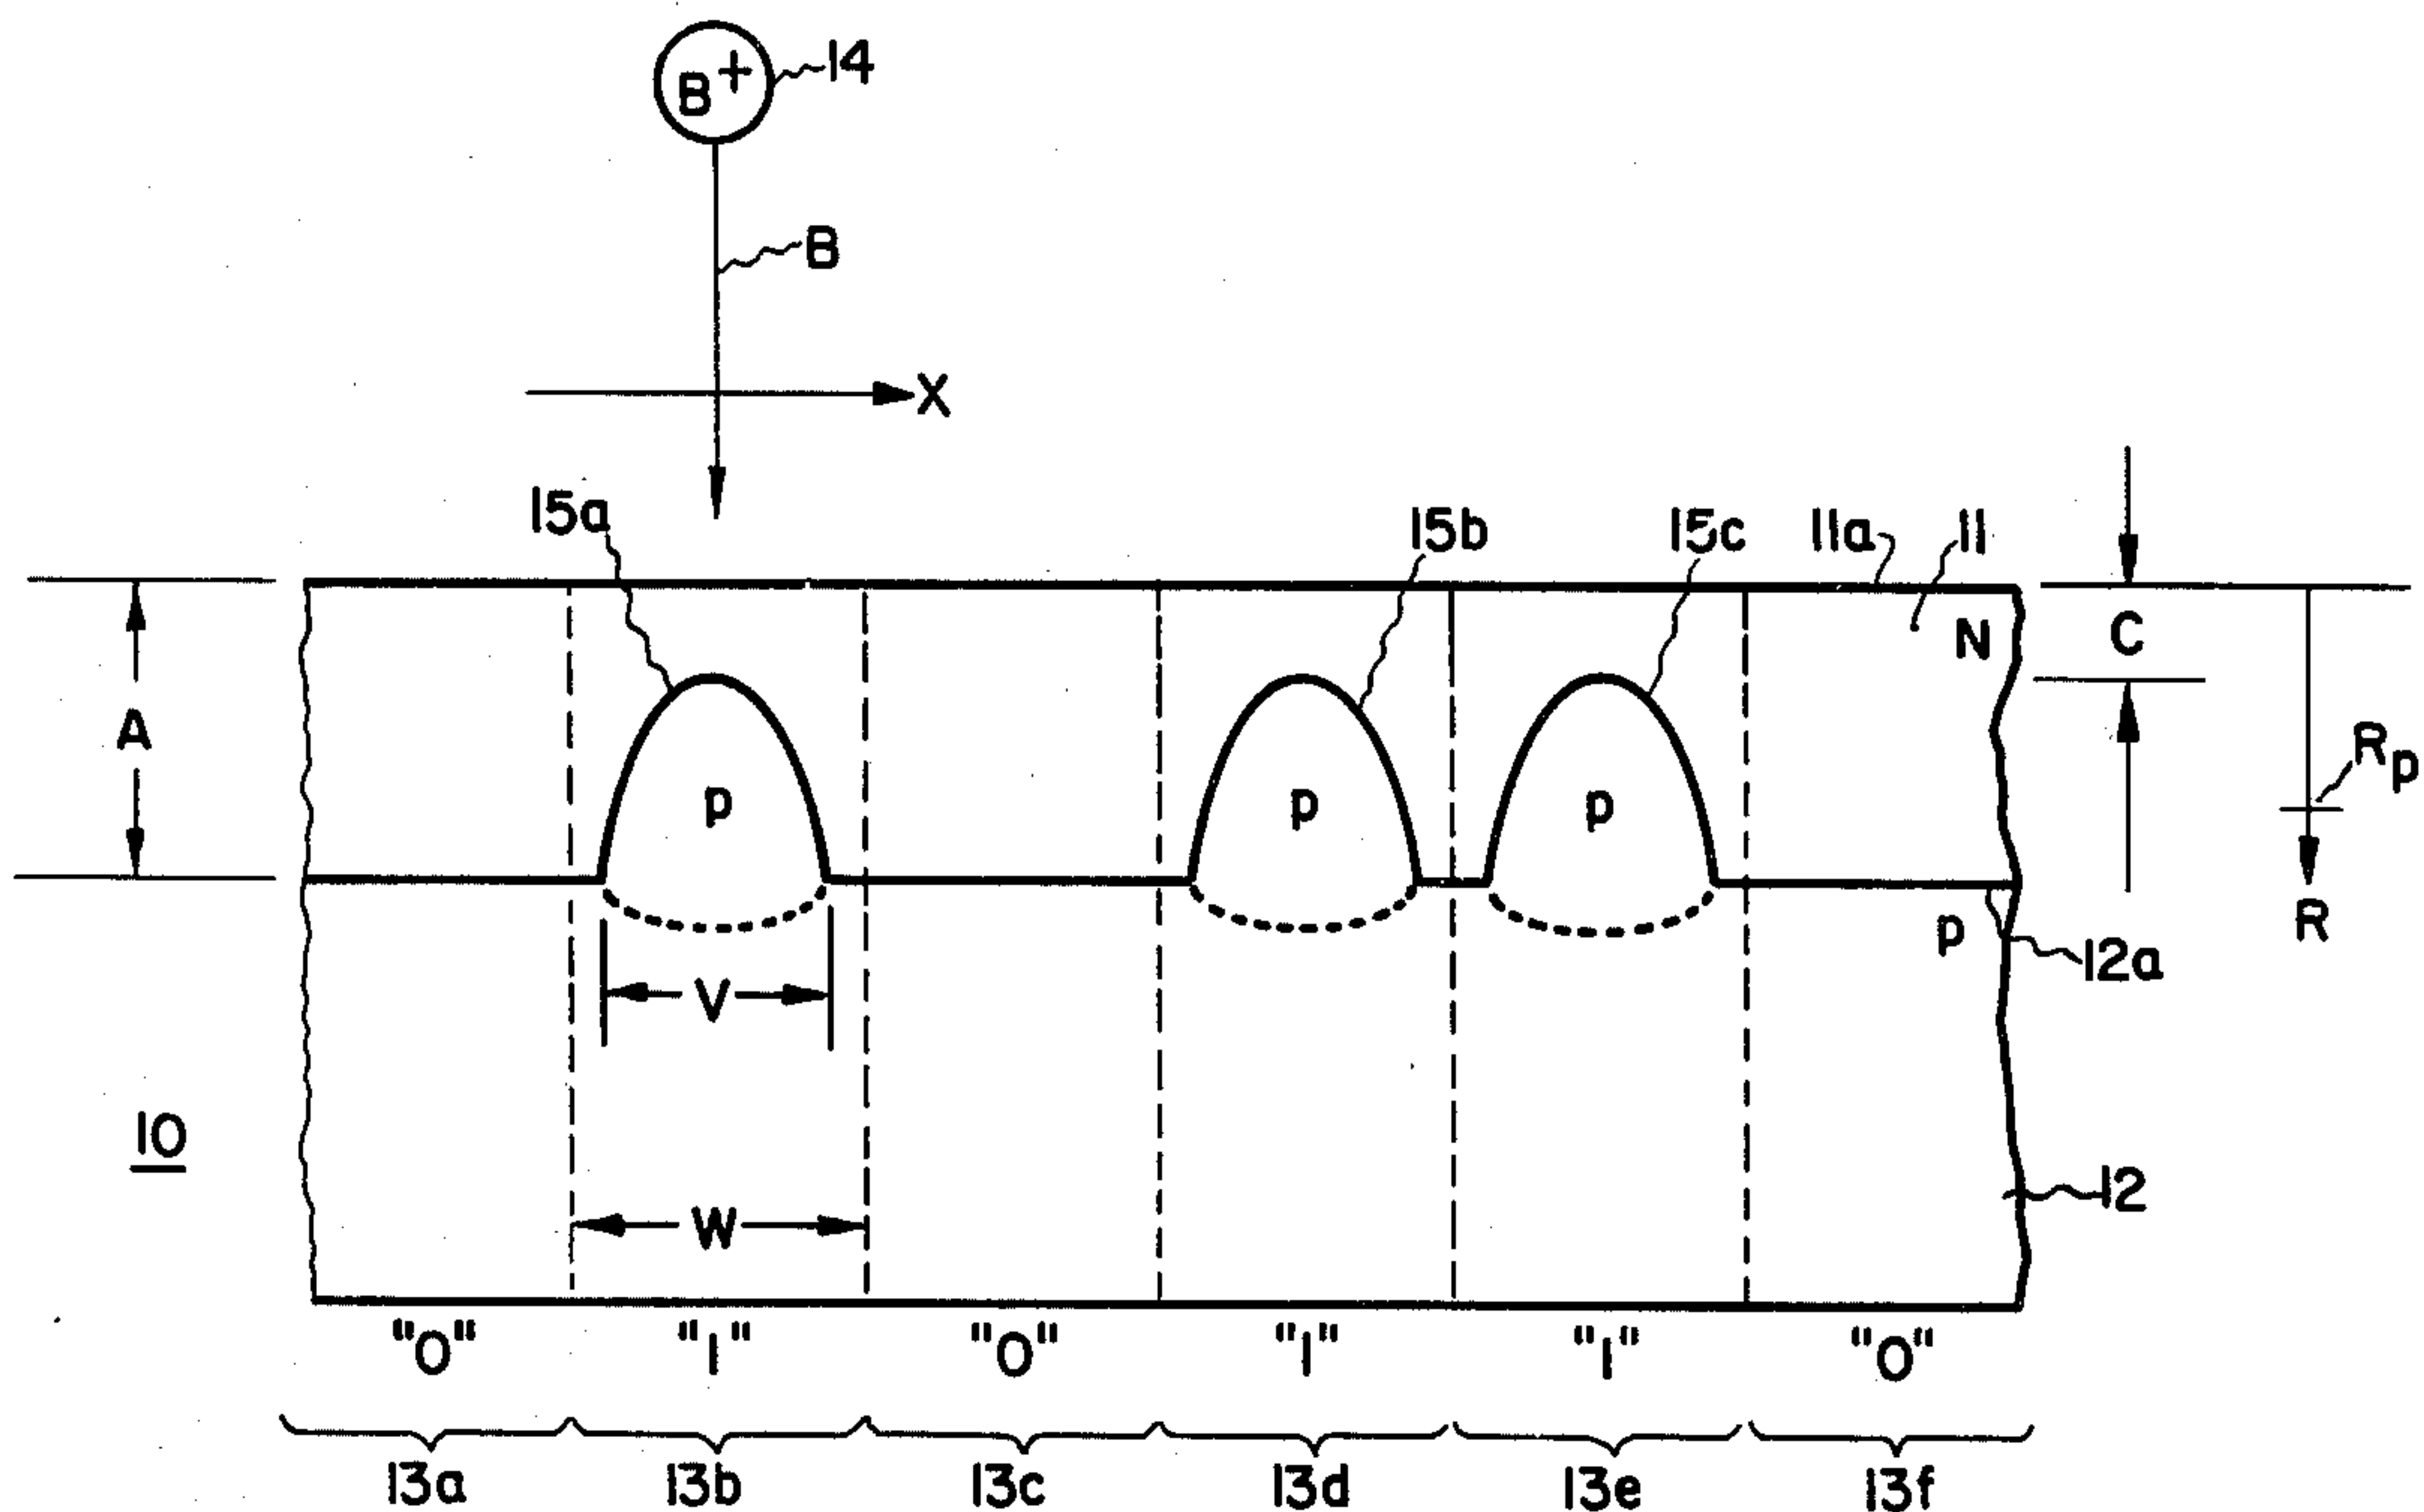 B+ 14
B
X
15a 15b 15c 11a 11
N C
A Rp
p p p
p 12a R
V
10
12
W
"0" "1" "0" "1" "1" "0"
13a 13b 13c 13d 13e 13f